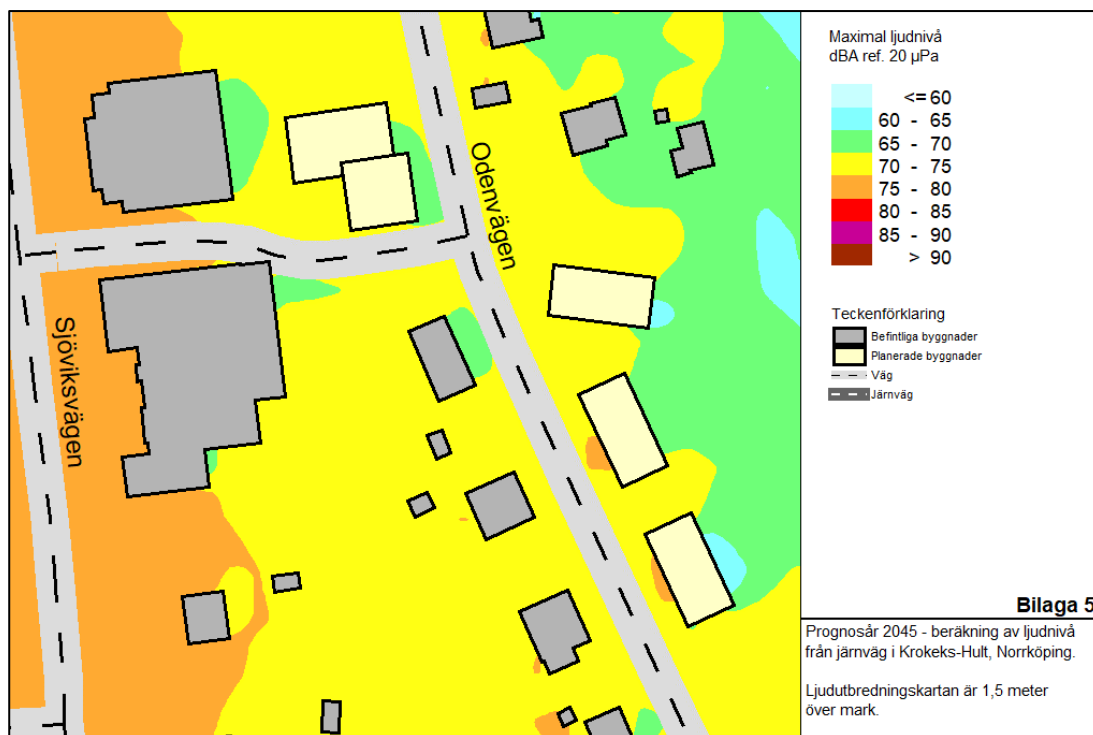 Maximal ljudnivå
dBA ref. 20 µPa
<= 60
60 - 65
65 - 70
70 - 75
75 - 80
80 - 85
85 - 90
> 90
Teckenförklaring
Befintliga byggnader
Planerade byggnader
Väg
Järnväg
Odenvägen
Sjöviksvägen
Bilaga 5
Prognosår 2045 - beräkning av ljudnivå
från järnväg i Krokeks-Hult, Norrköping.
Ljudutbredningskartan är 1,5 meter
över mark.